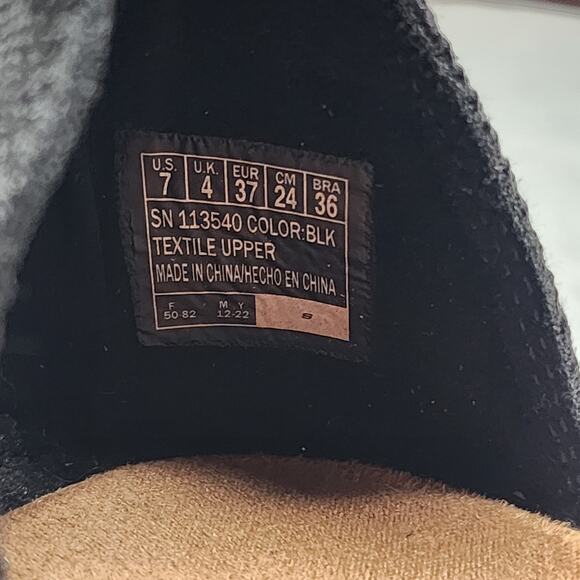 U.S. U.K. EUR CM BRA
7 4 37 24 36
SN 113540 COLOR:BLK
TEXTILE UPPER
MADE IN CHINA/HECHO EN CHINA
F M Y
50-82 12-22 S